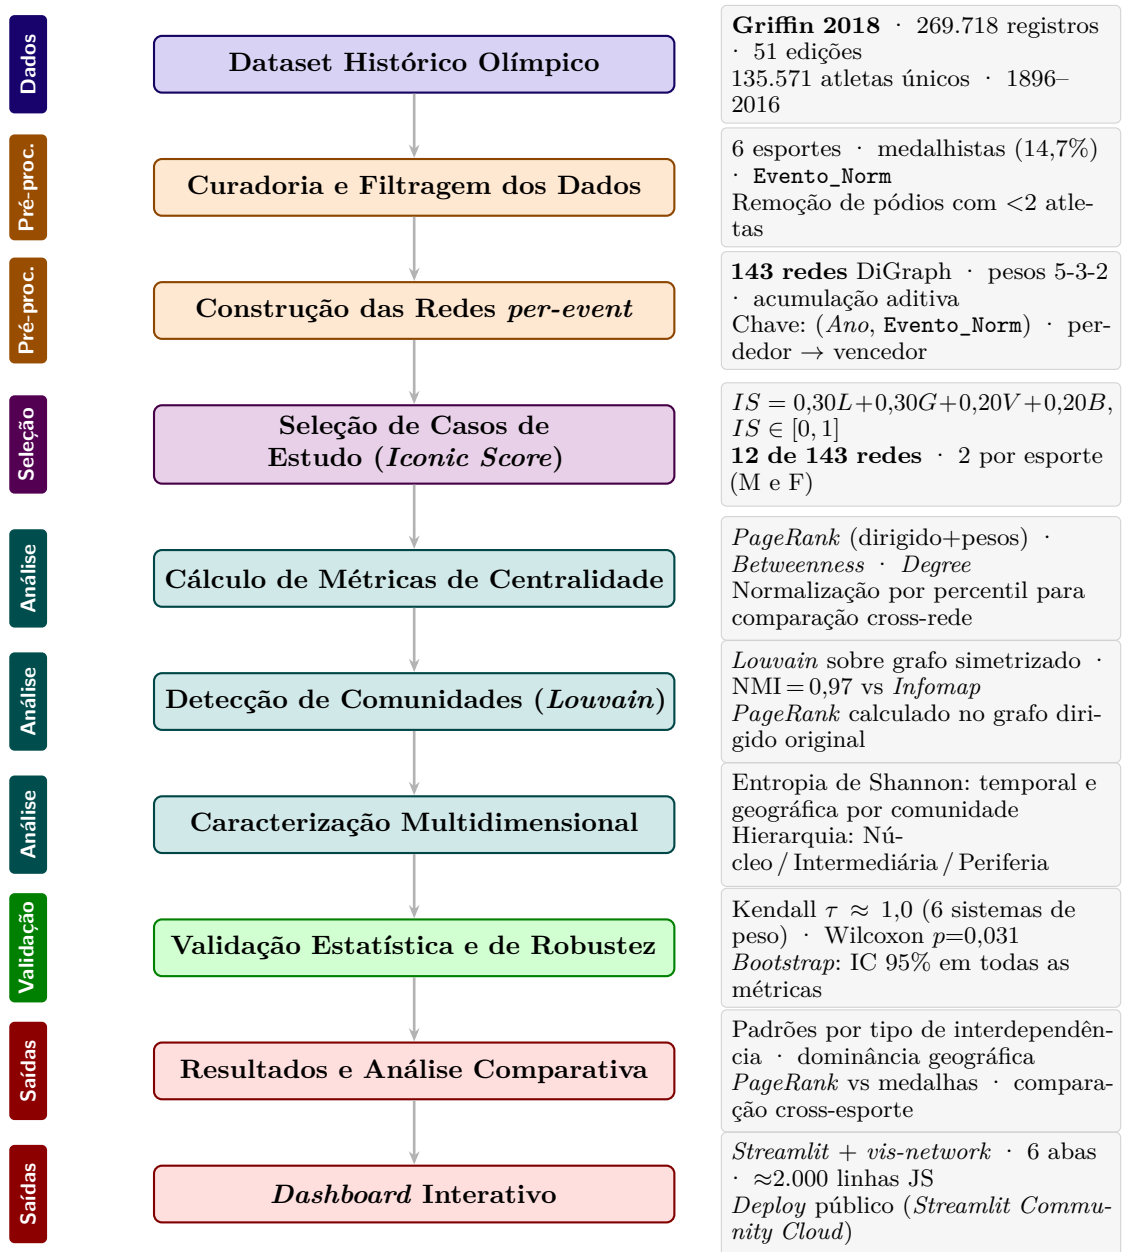 Dados
Dataset Histórico Olímpico
Griffin 2018 · 269.718 registros
· 51 edições
135.571 atletas únicos · 1896–
2016
Pré-proc.
Curadoria e Filtragem dos Dados
6 esportes · medalhistas (14,7%)
· Evento_Norm
Remoção de pódios com <2 atle-
tas
Pré-proc.
Construção das Redes per-event
143 redes DiGraph · pesos 5-3-2
· acumulação aditiva
Chave: (Ano, Evento_Norm) · per-
dedor → vencedor
Seleção
Seleção de Casos de
Estudo (Iconic Score)
IS = 0,30L+0,30G+0,20V+0,20B,
IS ∈ [0, 1]
12 de 143 redes · 2 por esporte
(M e F)
Análise
Cálculo de Métricas de Centralidade
PageRank (dirigido+pesos) ·
Betweenness · Degree
Normalização por percentil para
comparação cross-rede
Análise
Detecção de Comunidades (Louvain)
Louvain sobre grafo simetrizado ·
NMI = 0,97 vs Infomap
PageRank calculado no grafo diri-
gido original
Análise
Caracterização Multidimensional
Entropia de Shannon: temporal e
geográfica por comunidade
Hierarquia: Nú-
cleo / Intermediária / Periferia
Validação
Validação Estatística e de Robustez
Kendall τ ≈ 1,0 (6 sistemas de
peso) · Wilcoxon p=0,031
Bootstrap: IC 95% em todas as
métricas
Saídas
Resultados e Análise Comparativa
Padrões por tipo de interdependên-
cia · dominância geográfica
PageRank vs medalhas · compara-
ção cross-esporte
Saídas
Dashboard Interativo
Streamlit + vis-network · 6 abas
· ≈2.000 linhas JS
Deploy público (Streamlit Commu-
nity Cloud)